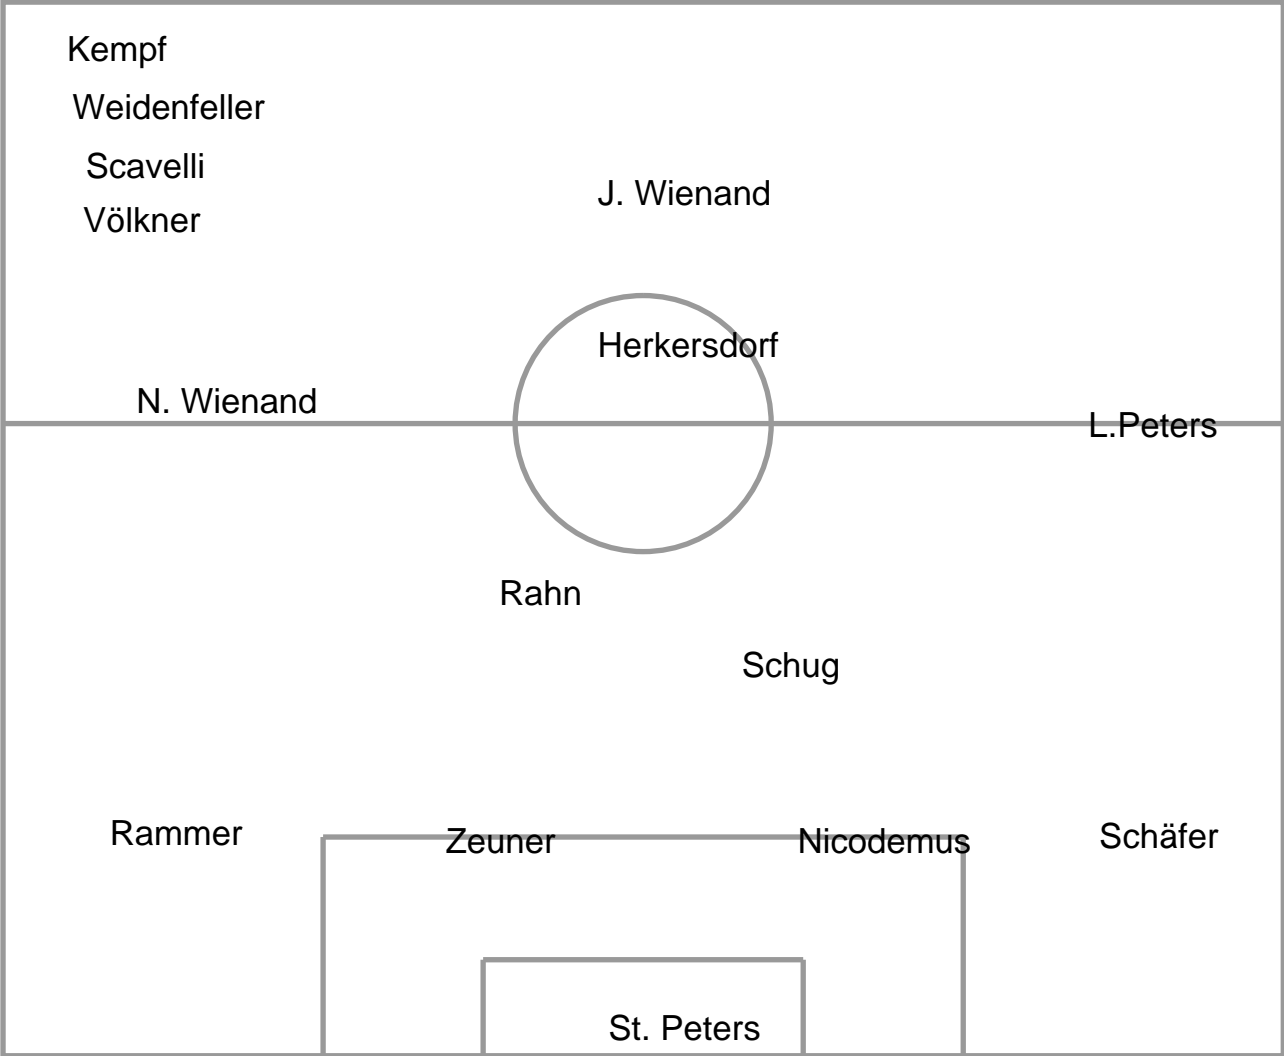 Kempf
Weidenfeller
Scavelli
J. Wienand
Völkner
Herkersdorf
N. Wienand
L.Peters
Rahn
Schug
Rammer
Zeuner
Nicodemus
Schäfer
St. Peters